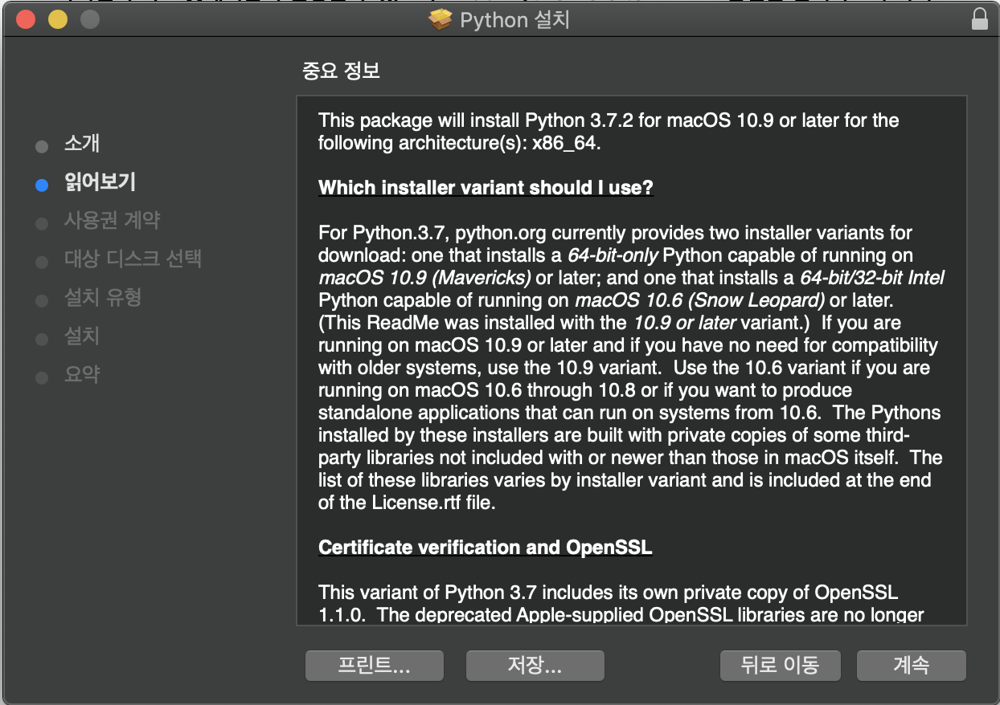 Python 설치
중요 정보
소개
읽어보기
사용권 계약
대상 디스크 선택
설치 유형
설치
요약
This package will install Python 3.7.2 for macOS 10.9 or later for the
following architecture(s): x86_64.
Which installer variant should I use?
For Python.3.7, python.org currently provides two installer variants for
download: one that installs a 64-bit-only Python capable of running on
macOS 10.9 (Mavericks) or later; and one that installs a 64-bit/32-bit Intel
Python capable of running on macOS 10.6 (Snow Leopard) or later.
(This ReadMe was installed with the 10.9 or later variant.)  If you are
running on macOS 10.9 or later and if you have no need for compatibility
with older systems, use the 10.9 variant.  Use the 10.6 variant if you are
running on macOS 10.6 through 10.8 or if you want to produce
standalone applications that can run on systems from 10.6.  The Pythons
installed by these installers are built with private copies of some third-
party libraries not included with or newer than those in macOS itself.  The
list of these libraries varies by installer variant and is included at the end
of the License.rtf file.
Certificate verification and OpenSSL
This variant of Python 3.7 includes its own private copy of OpenSSL
1.1.0.  The deprecated Apple-supplied OpenSSL libraries are no longer
프린트...
저장...
뒤로 이동
계속